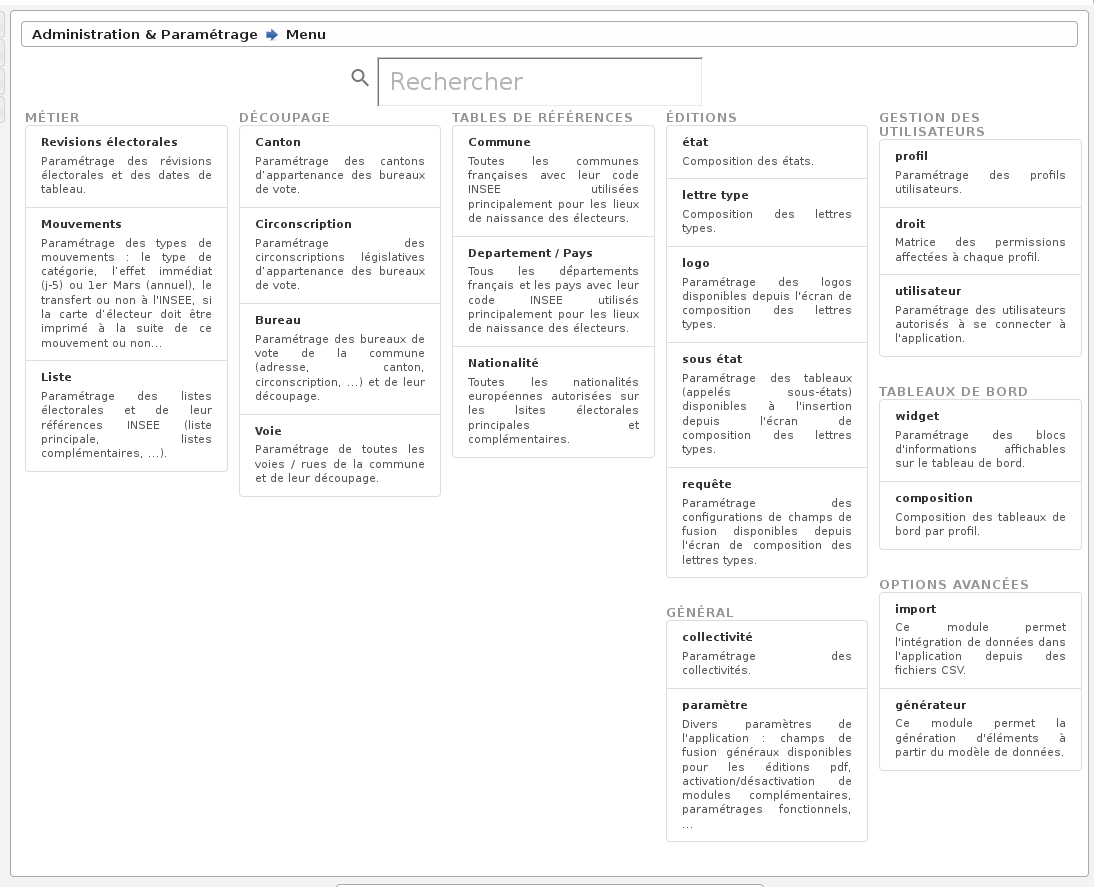 Administration & Paramétrage Menu
Rechercher
MÉTIER
Revisions électorales
Paramétrage des révisions
électorales et des dates de
tableau.
Mouvements
Paramétrage des types de
mouvements : le type de
catégorie, l'effet immédiat
(j-5) ou 1er Mars (annuel), le
transfert ou non à l'INSEE, si
la carte d'électeur doit être
imprimé à la suite de ce
mouvement ou non...
Liste
Paramétrage des listes
électorales et de leur
références INSEE (liste
principale, listes
complémentaires, ...).
DÉCOUPAGE
Canton
Paramétrage des cantons
d'appartenance des bureaux
de vote.
Circonscription
Paramétrage des
circonscriptions législatives
d'appartenance des bureaux
de vote.
Bureau
Paramétrage des bureaux de
vote de la commune
(adresse, canton,
circonscription, ...) et de leur
découpage.
Voie
Paramétrage de toutes les
voies / rues de la commune
et de leur découpage.
TABLES DE RÉFÉRENCES
Commune
Toutes les communes
françaises avec leur code
INSEE utilisées
principalement pour les lieux
de naissance des électeurs.
Departement / Pays
Tous les départements
français et les pays avec leur
code INSEE utilisés
principalement pour les lieux
de naissance des électeurs.
Nationalité
Toutes les nationalités
européennes autorisées sur
les lsites électorales
principales et
complémentaires.
ÉDITIONS
état
Composition des états.
lettre type
Composition des lettres
types.
logo
Paramétrage des logos
disponibles depuis l'écran de
composition des lettres
types.
sous état
Paramétrage des tableaux
(appelés sous-états)
disponibles à l'insertion
depuis l'écran de
composition des lettres
types.
requête
Paramétrage des
configurations de champs de
fusion disponibles depuis
l'écran de composition des
lettres types.
GÉNÉRAL
collectivité
Paramétrage des
collectivités.
paramètre
Divers paramètres de
l'application : champs de
fusion généraux disponibles
pour les éditions pdf,
activation/désactivation de
modules complémentaires,
paramétrages fonctionnels,
...
GESTION DES
UTILISATEURS
profil
Paramétrage des profils
utilisateurs.
droit
Matrice des permissions
affectées à chaque profil.
utilisateur
Paramétrage des utilisateurs
autorisés à se connecter à
l'application.
TABLEAUX DE BORD
widget
Paramétrage des blocs
d'informations affichables
sur le tableau de bord.
composition
Composition des tableaux de
bord par profil.
OPTIONS AVANCÉES
import
Ce module permet
l'intégration de données dans
l'application depuis des
fichiers CSV.
générateur
Ce module permet la
génération d'éléments à
partir du modèle de données.